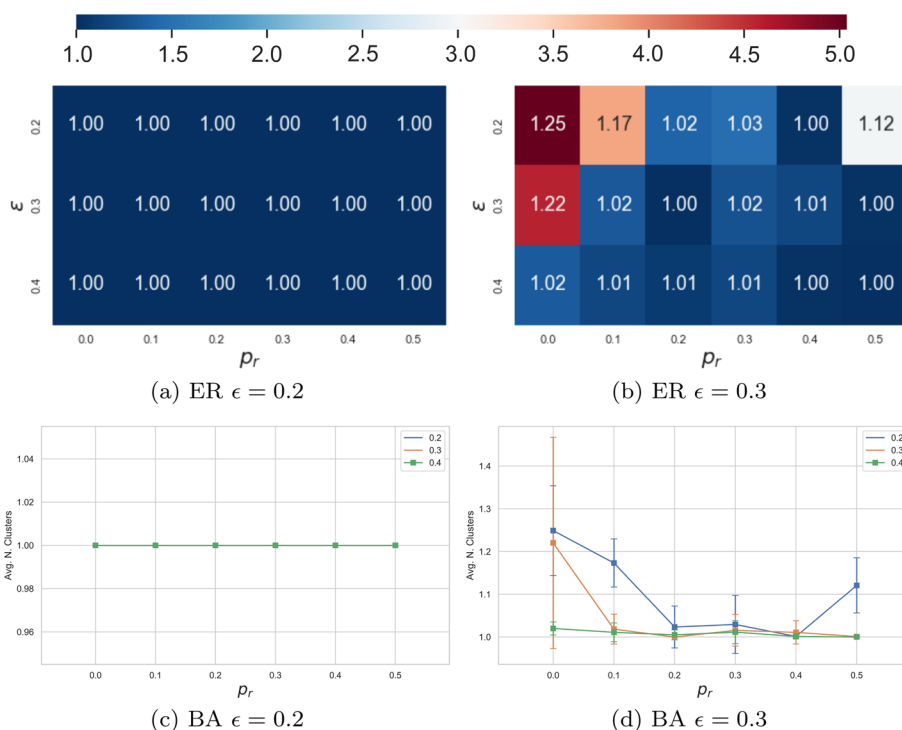 1.0 1.5 2.0 2.5 3.0 3.5 4.0 4.5 5.0
ε
0.2 1.00 1.00 1.00 1.00 1.00 1.00
0.3 1.00 1.00 1.00 1.00 1.00 1.00
0.4 1.00 1.00 1.00 1.00 1.00 1.00
0.0 0.1 0.2 0.3 0.4 0.5
pr
(a) ER ϵ = 0.2
ε
0.2 1.25 1.17 1.02 1.03 1.00 1.12
0.3 1.22 1.02 1.00 1.02 1.01 1.00
0.4 1.02 1.01 1.01 1.01 1.00 1.00
0.0 0.1 0.2 0.3 0.4 0.5
pr
(b) ER ϵ = 0.3
Avg. N. Clusters
1.04
1.02
1.00
0.98
0.96
0.2
0.3
0.4
0.0 0.1 0.2 0.3 0.4 0.5
pr
(c) BA ϵ = 0.2
Avg. N. Clusters
1.4
1.3
1.2
1.1
1.0
0.2
0.3
0.4
0.0 0.1 0.2 0.3 0.4 0.5
pr
(d) BA ϵ = 0.3